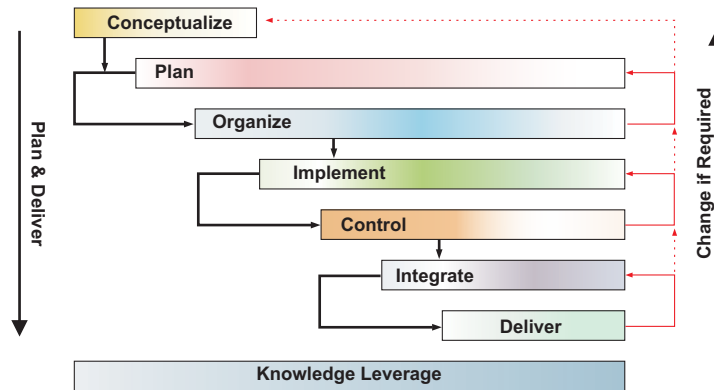 Conceptualize
Plan
Organize
Implement
Control
Integrate
Deliver
Knowledge Leverage
Plan & Deliver
Change if Required